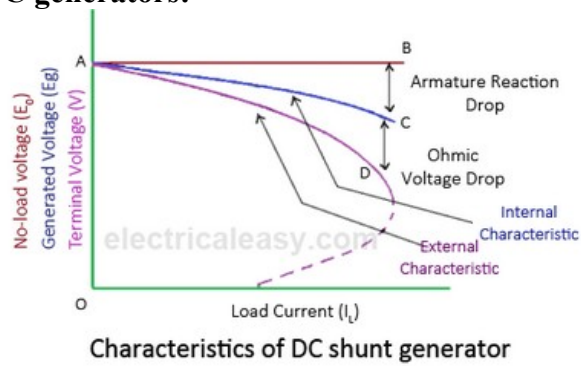 C generators:
A
B
Armature Reaction
Drop
C
Ohmic
Voltage Drop
D
No-load voltage (E₀)
Generated Voltage (Eg)
Terminal Voltage (V)
Internal
Characteristic
electricaleasy.com
External
Characteristic
O
Load Current (I_L)
Characteristics of DC shunt generator